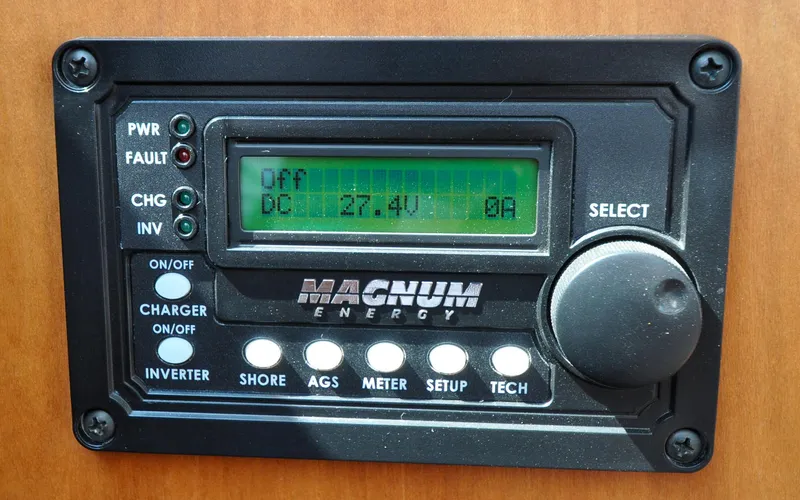 PWR
FAULT
CHG
INV
Off
DC 27.4V 0A
SELECT
ON/OFF
CHARGER
ON/OFF
INVERTER
MAGNUM
ENERGY
SHORE AGS METER SETUP TECH